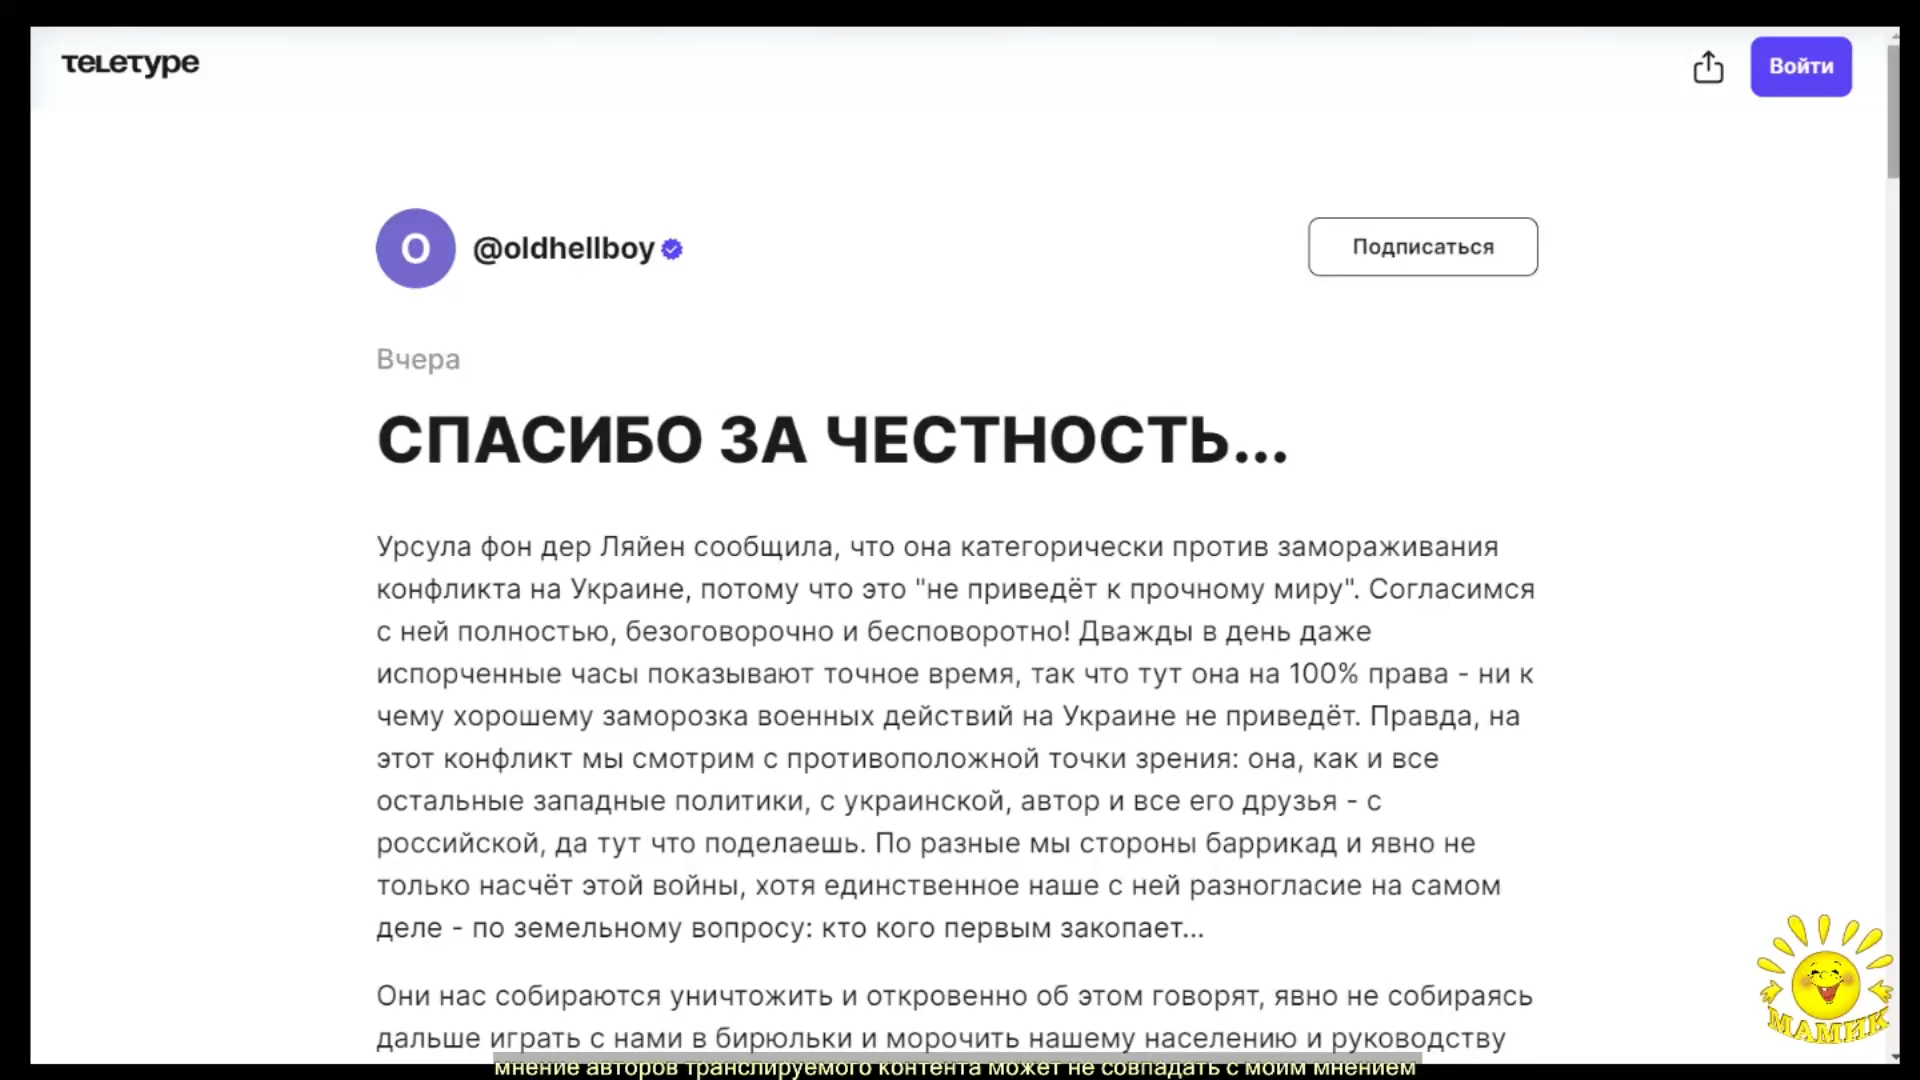 TELETYPE
Войти
O
@oldhellboy
Подписаться
Вчера
СПАСИБО ЗА ЧЕСТНОСТЬ...
Урсула фон дер Ляйен сообщила, что она категорически против замораживания
конфликта на Украине, потому что это "не приведёт к прочному миру". Согласимся
с ней полностью, безоговорочно и бесповоротно! Дважды в день даже
испорченные часы показывают точное время, так что тут она на 100% права - ни к
чему хорошему заморозка военных действий на Украине не приведёт. Правда, на
этот конфликт мы смотрим с противоположной точки зрения: она, как и все
остальные западные политики, с украинской, автор и все его друзья - с
российской, да тут что поделаешь. По разные мы стороны баррикад и явно не
только насчёт этой войны, хотя единственное наше с ней разногласие на самом
деле - по земельному вопросу: кто кого первым закопает...
Они нас собираются уничтожить и откровенно об этом говорят, явно не собираясь
дальше играть с нами в бирюльки и морочить нашему населению и руководству
МАМИК
мнение авторов транслируемого контента может не совпадать с моим мнением